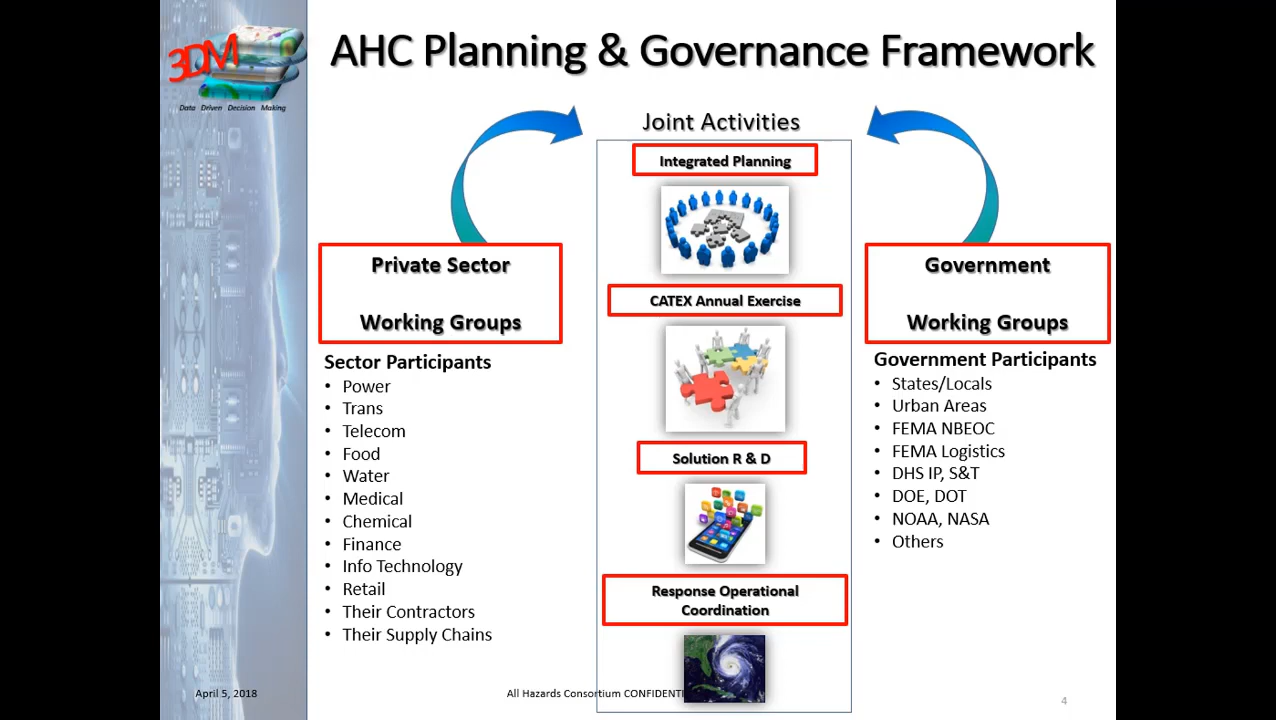 3DM
Data Driven Decision Making
AHC Planning & Governance Framework
Joint Activities
Integrated Planning
CATEX Annual Exercise
Solution R & D
Response Operational
Coordination
Private Sector
Working Groups
Sector Participants
• Power
• Trans
• Telecom
• Food
• Water
• Medical
• Chemical
• Finance
• Info Technology
• Retail
• Their Contractors
• Their Supply Chains
Government
Working Groups
Government Participants
• States/Locals
• Urban Areas
• FEMA NBEOC
• FEMA Logistics
• DHS IP, S&T
• DOE, DOT
• NOAA, NASA
• Others
April 5, 2018
All Hazards Consortium CONFIDENTI
4